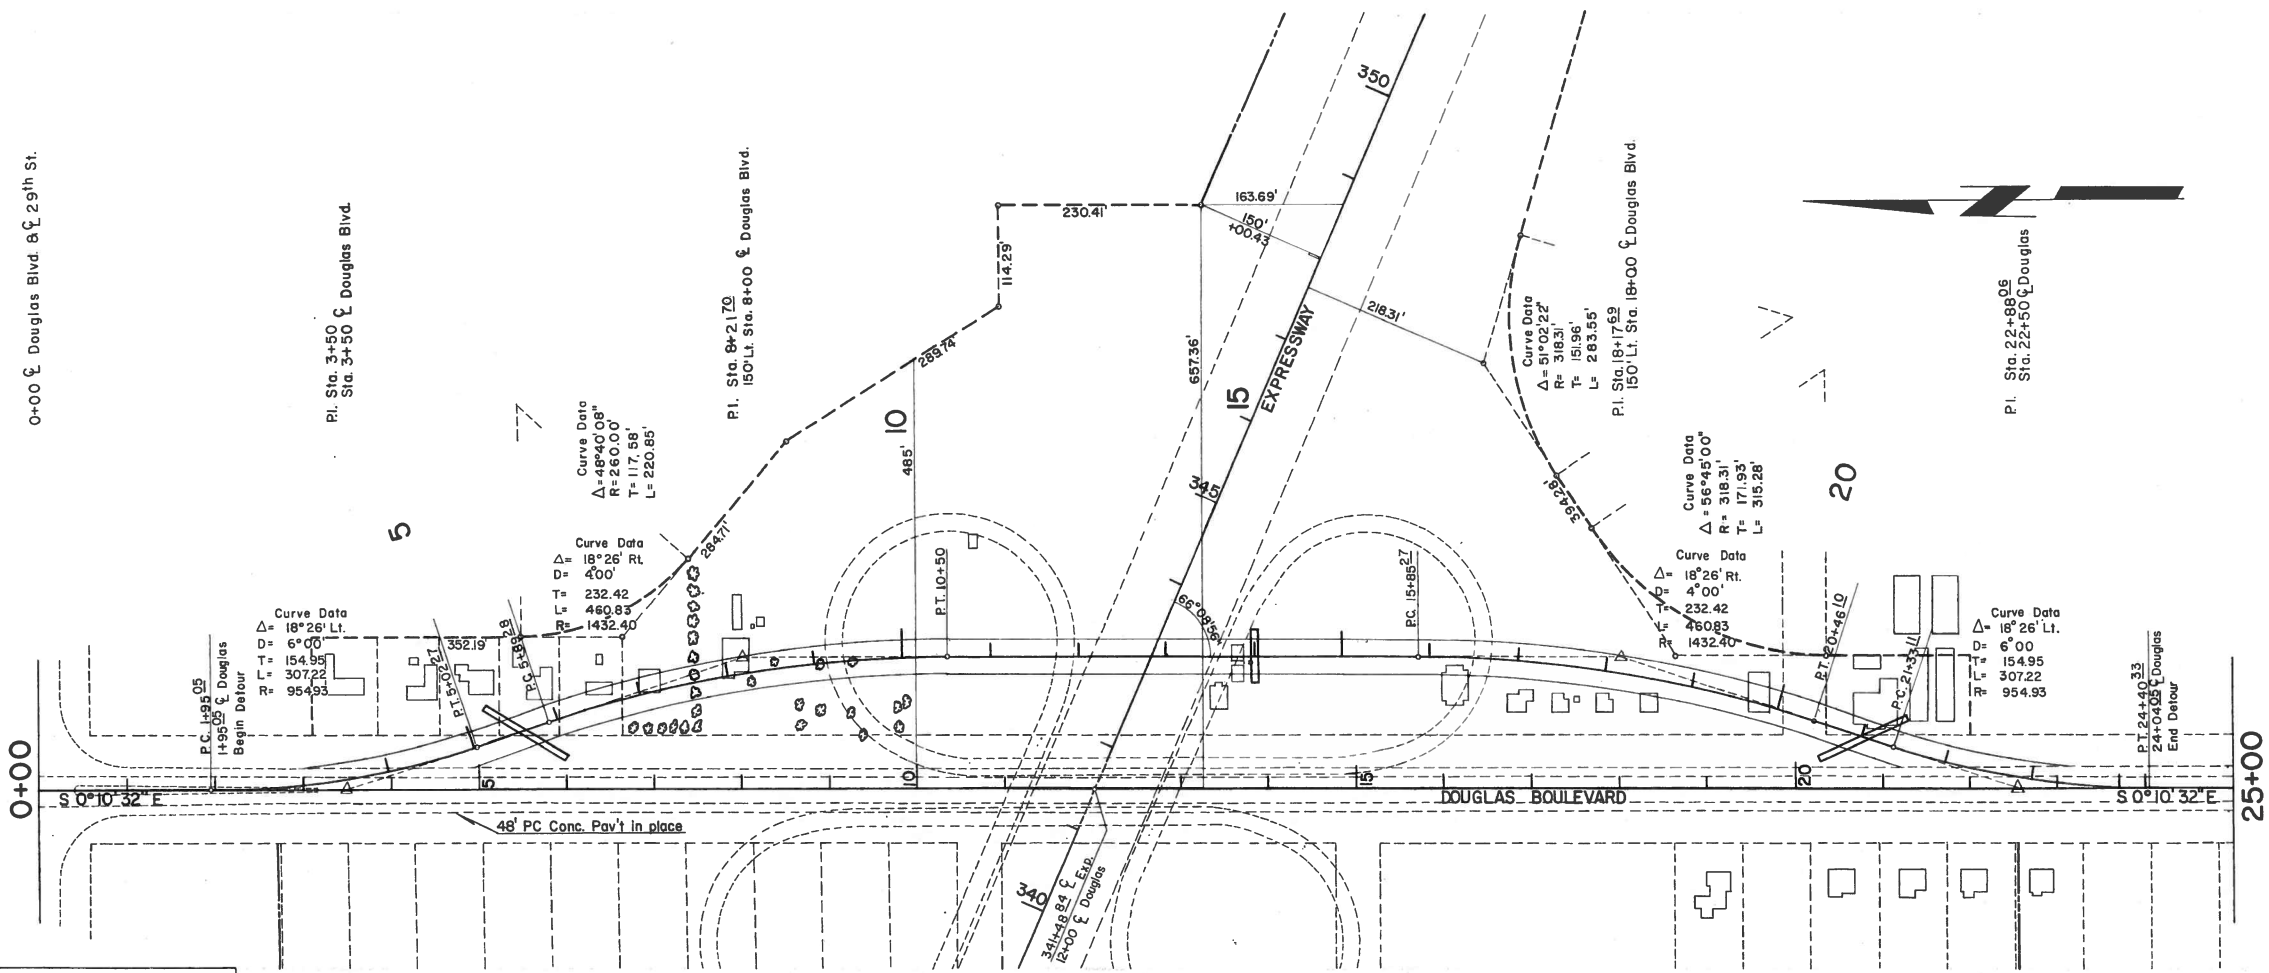 0+00 ℄ Douglas Blvd. & ℄ 29th St.
P.I. Sta. 3+50
Sta. 3+50 ℄ Douglas Blvd.
5
Curve Data
Δ= 48°40'08"
R= 260.00'
T= 117.58'
L= 220.85'
P.I. Sta. 8+21.70
150' Lt. Sta. 8+00 ℄ Douglas Blvd.
230.41'
114.29'
289.74'
284.71'
10
485'
163.69'
150'
+00.43
657.36'
350
218.31'
15
EXPRESSWAY
345
66°08'56"
Curve Data
Δ= 51°02'22"
R= 318.31'
T= 151.96'
L= 283.55'
P.I. Sta. 18+17.69
150' Lt. Sta. 18+00 ℄ Douglas Blvd.
394.28'
Curve Data
Δ= 56°45'00"
R= 318.31'
T= 171.93'
L= 315.28'
20
P.I. Sta. 22+88.06
Sta. 22+50 ℄ Douglas
Curve Data
Δ= 18°26' Lt.
D= 6°00
T= 154.95
L= 307.22
R= 954.93
Curve Data
Δ= 18°26' Rt.
D= 4°00'
T= 232.42
L= 460.83
R= 1432.40
352.19'
P.C. 1+95.05
1+95.05 ℄ Douglas
Begin Detour
P.T. 5+02.27
P.C. 5+89.28
P.T. 10+50
P.C. 15+85.27
Curve Data
Δ= 18°26' Rt.
D= 4°00'
T= 232.42
L= 460.83
R= 1432.40
P.T. 20+46.10
P.C. 21+33.11
Curve Data
Δ= 18°26' Lt.
D= 6°00
T= 154.95
L= 307.22
R= 954.93
P.T. 24+40.33
24+04.05 ℄ Douglas
End Detour
0+00
S 0°10'32" E
5
10
15
20
DOUGLAS BOULEVARD
S 0°10'32" E
25+00
48' PC Conc. Pav't in place
340
341+48.84 ℄ Exp.
12+00 ℄ Douglas